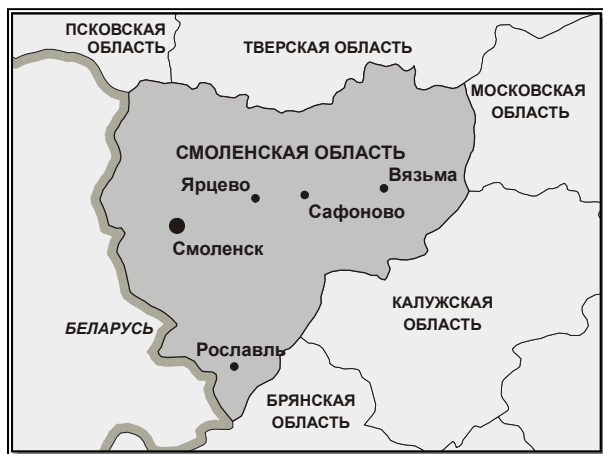 ПСКОВСКАЯ
ОБЛАСТЬ
ТВЕРСКАЯ ОБЛАСТЬ
МОСКОВСКАЯ
ОБЛАСТЬ
СМОЛЕНСКАЯ ОБЛАСТЬ
Ярцево
Вязьма
Сафоново
Смоленск
КАЛУЖСКАЯ
ОБЛАСТЬ
БЕЛАРУСЬ
Рославль
БРЯНСКАЯ
ОБЛАСТЬ